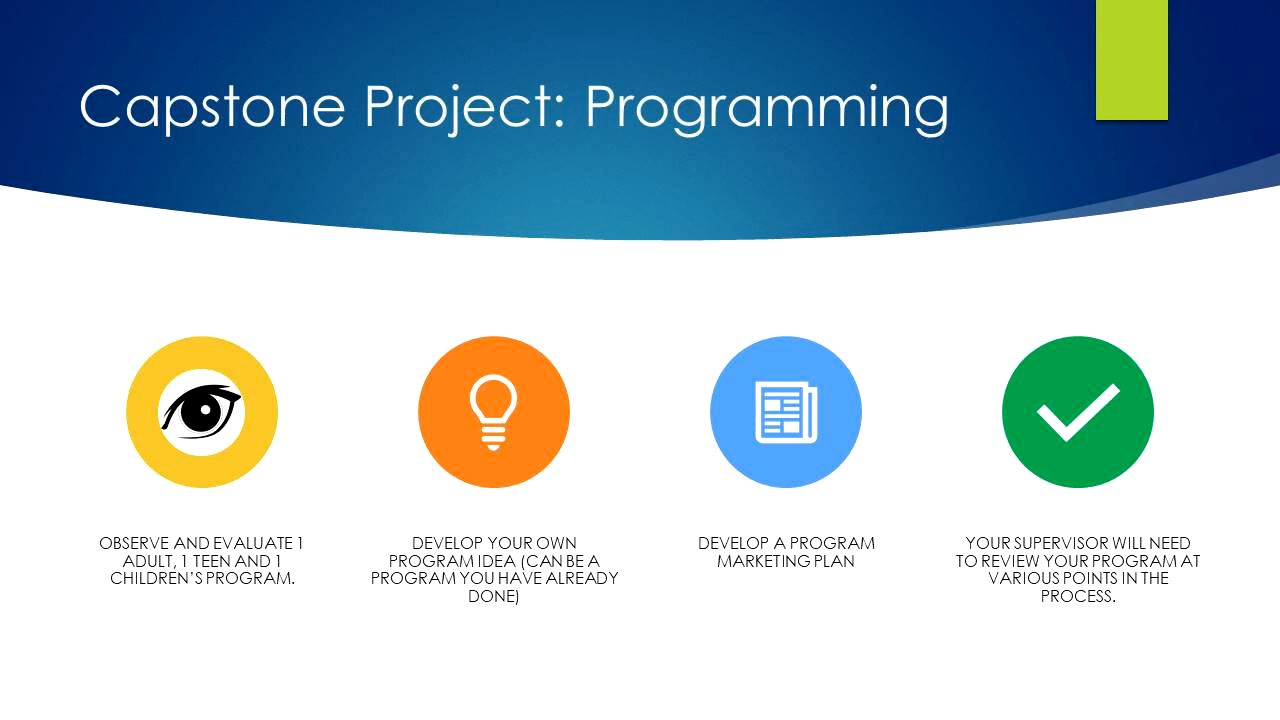 Capstone Project: Programming
OBSERVE AND EVALUATE 1
ADULT, 1 TEEN AND 1
CHILDREN'S PROGRAM.
DEVELOP YOUR OWN
PROGRAM IDEA (CAN BE A
PROGRAM YOU HAVE ALREADY
DONE)
DEVELOP A PROGRAM
MARKETING PLAN
YOUR SUPERVISOR WILL NEED
TO REVIEW YOUR PROGRAM AT
VARIOUS POINTS IN THE
PROCESS.